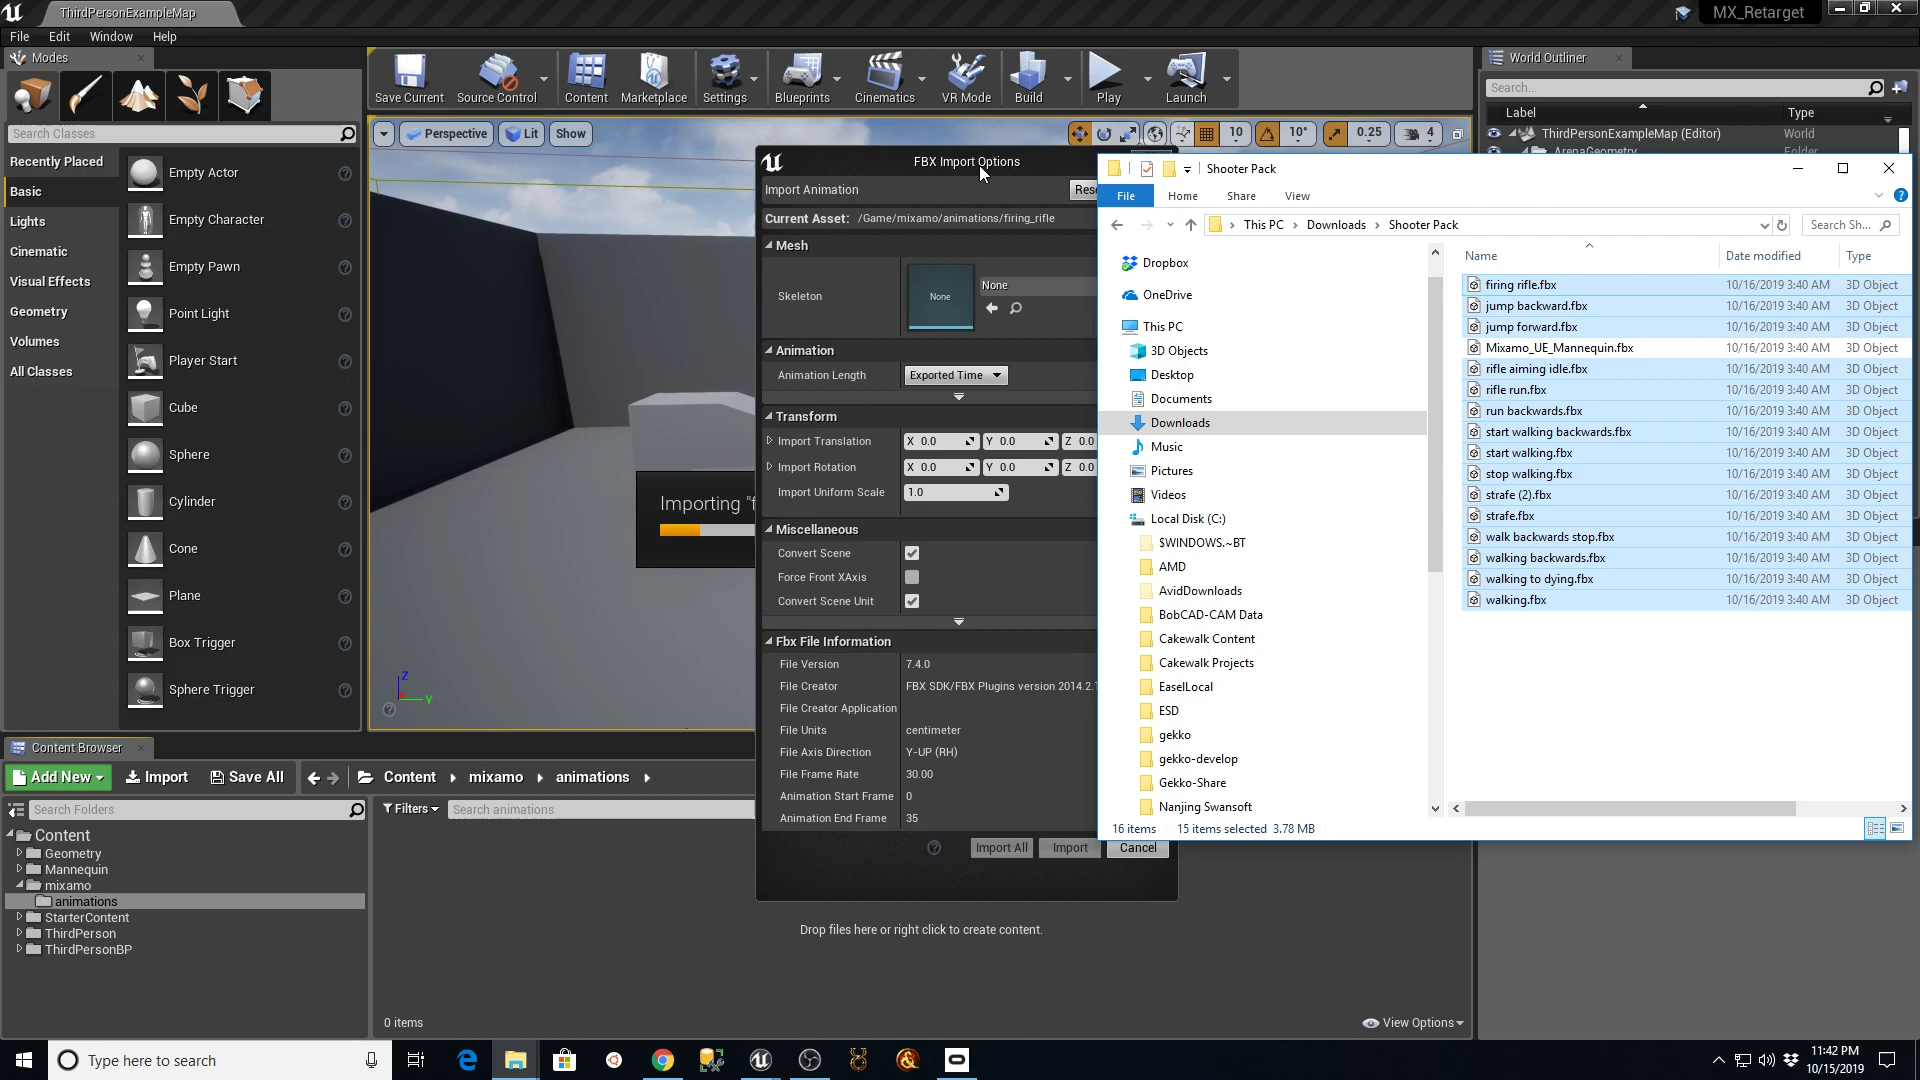 ThirdPersonExampleMap
MX_Retarget
File Edit Window Help
Modes
Search Classes
Recently Placed
Basic
Lights
Cinematic
Visual Effects
Geometry
Volumes
All Classes
Empty Actor
Empty Character
Empty Pawn
Point Light
Player Start
Cube
Sphere
Cylinder
Cone
Plane
Box Trigger
Sphere Trigger
Save Current Source Control Content Marketplace Settings Blueprints Cinematics VR Mode Build Play Launch
Perspective Lit Show
10 10° 0.25 4
World Outliner
Search...
Label Type
ThirdPersonExampleMap (Editor) World
ArenaGeometry Folder
Importing "f
Z
Y
FBX Import Options
Import Animation
Current Asset: /Game/mixamo/animations/firing_rifle
Mesh
Skeleton None None
Animation
Animation Length Exported Time
Transform
Import Translation X 0.0 Y 0.0 Z 0.0
Import Rotation X 0.0 Y 0.0 Z 0.0
Import Uniform Scale 1.0
Miscellaneous
Convert Scene
Force Front XAxis
Convert Scene Unit
Fbx File Information
File Version 7.4.0
File Creator FBX SDK/FBX Plugins version 2014.2.
File Creator Application
File Units centimeter
File Axis Direction Y-UP (RH)
File Frame Rate 30.00
Animation Start Frame 0
Animation End Frame 35
Import All Import Cancel
Shooter Pack
File Home Share View
This PC Downloads Shooter Pack
Search Sh...
Dropbox
OneDrive
This PC
3D Objects
Desktop
Documents
Downloads
Music
Pictures
Videos
Local Disk (C:)
$WINDOWS.~BT
AMD
AvidDownloads
BobCAD-CAM Data
Cakewalk Content
Cakewalk Projects
EaselLocal
ESD
gekko
gekko-develop
Gekko-Share
Nanjing Swansoft
Name Date modified Type
firing rifle.fbx 10/16/2019 3:40 AM 3D Object
jump backward.fbx 10/16/2019 3:40 AM 3D Object
jump forward.fbx 10/16/2019 3:40 AM 3D Object
Mixamo_UE_Mannequin.fbx 10/16/2019 3:40 AM 3D Object
rifle aiming idle.fbx 10/16/2019 3:40 AM 3D Object
rifle run.fbx 10/16/2019 3:40 AM 3D Object
run backwards.fbx 10/16/2019 3:40 AM 3D Object
start walking backwards.fbx 10/16/2019 3:40 AM 3D Object
start walking.fbx 10/16/2019 3:40 AM 3D Object
stop walking.fbx 10/16/2019 3:40 AM 3D Object
strafe (2).fbx 10/16/2019 3:40 AM 3D Object
strafe.fbx 10/16/2019 3:40 AM 3D Object
walk backwards stop.fbx 10/16/2019 3:40 AM 3D Object
walking backwards.fbx 10/16/2019 3:40 AM 3D Object
walking to dying.fbx 10/16/2019 3:40 AM 3D Object
walking.fbx 10/16/2019 3:40 AM 3D Object
16 items 15 items selected 3.78 MB
Content Browser
Add New Import Save All Content mixamo animations
Search Folders
Filters Search animations
Content
Geometry
Mannequin
mixamo
animations
StarterContent
ThirdPerson
ThirdPersonBP
Drop files here or right click to create content.
0 items View Options
Type here to search
11:42 PM
10/15/2019